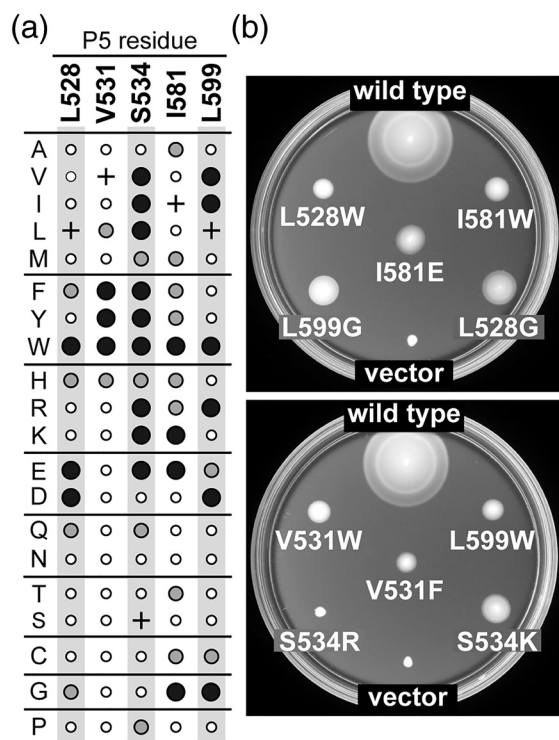 (a)
P5 residue
L528 V531 S534 I581 L599
A
V +
I +
L + +
M
F
Y
W
H
R
K
E
D
Q
N
T
S +
C
G
P
(b)
wild type
L528W I581W
I581E
L599G L528G
vector
wild type
V531W L599W
V531F
S534R S534K
vector